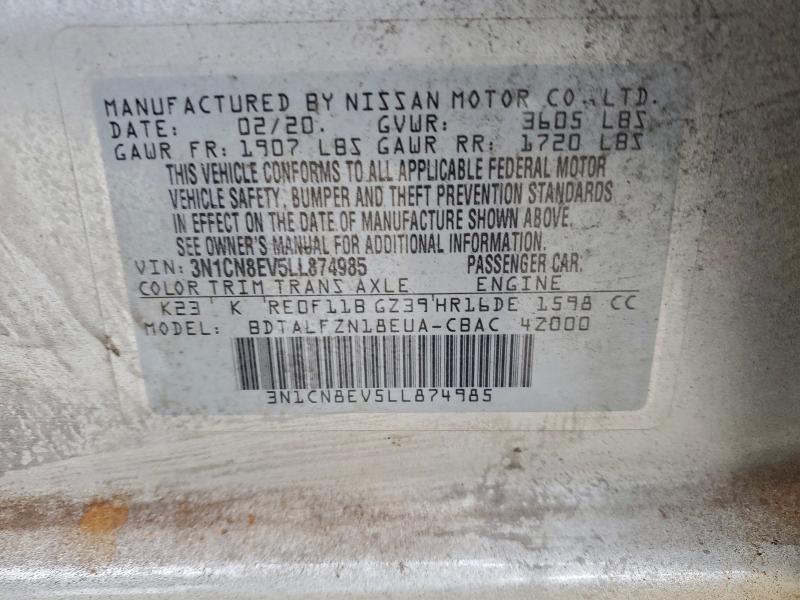 MANUFACTURED BY NISSAN MOTOR CO., LTD.
DATE: 02/20. GVWR: 3605 LBS
GAWR FR: 1907 LBS GAWR RR: 1720 LBS
THIS VEHICLE CONFORMS TO ALL APPLICABLE FEDERAL MOTOR
VEHICLE SAFETY, BUMPER AND THEFT PREVENTION STANDARDS
IN EFFECT ON THE DATE OF MANUFACTURE SHOWN ABOVE.
SEE OWNER'S MANUAL FOR ADDITIONAL INFORMATION.
VIN: 3N1CN8EV5LL874985 PASSENGER CAR.
COLOR TRIM TRANS AXLE ENGINE
K23 K RE0F11B GZ39 HR16DE 1598 CC
MODEL: BDTALFZN18EUA-CBAC 42000
3N1CN8EV5LL874985